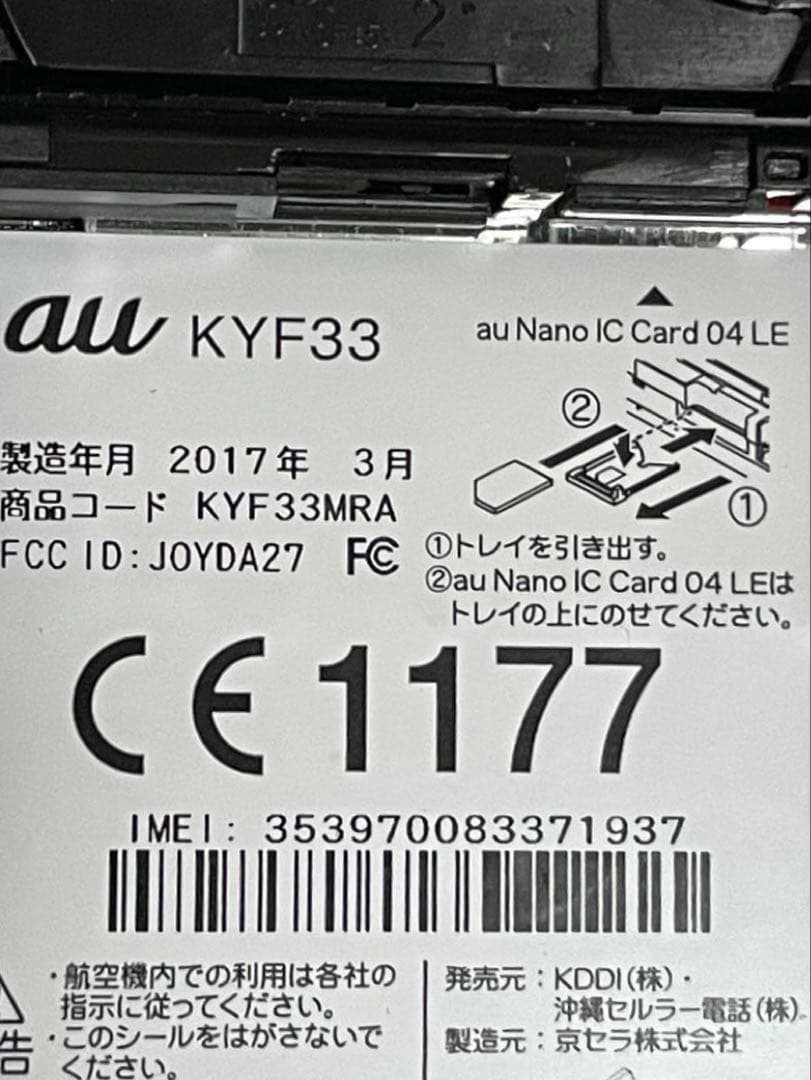 2
au KYF33
▲
au Nano IC Card 04 LE
②
①
製造年月 2017年 3月
商品コード KYF33MRA
FCC ID:JOYDA27 FC
①トレイを引き出す。
②au Nano IC Card 04 LEは
トレイの上にのせてください。
CE1177
IMEI: 353970083371937
告
・航空機内での利用は各社の
指示に従ってください。
・このシールをはがさないで
ください。
発売元：KDDI(株)・
沖縄セルラー電話(株)
製造元：京セラ株式会社